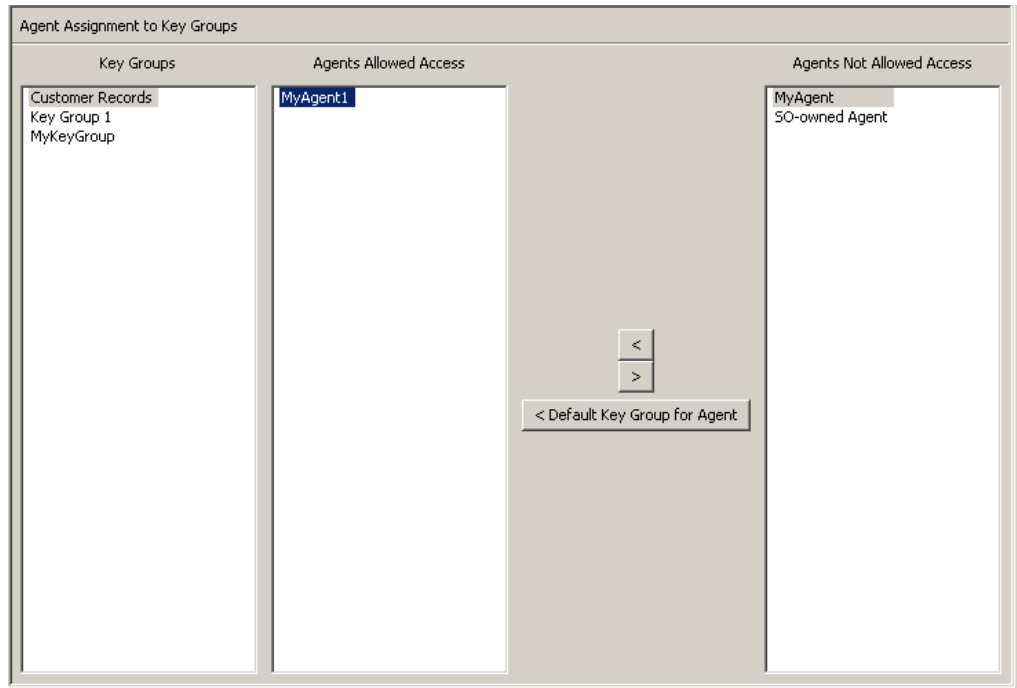 Agent Assignment to Key Groups
Key Groups
Agents Allowed Access
Agents Not Allowed Access
Customer Records
Key Group 1
MyKeyGroup
MyAgent1
MyAgent
SO-owned Agent
<
>
< Default Key Group for Agent